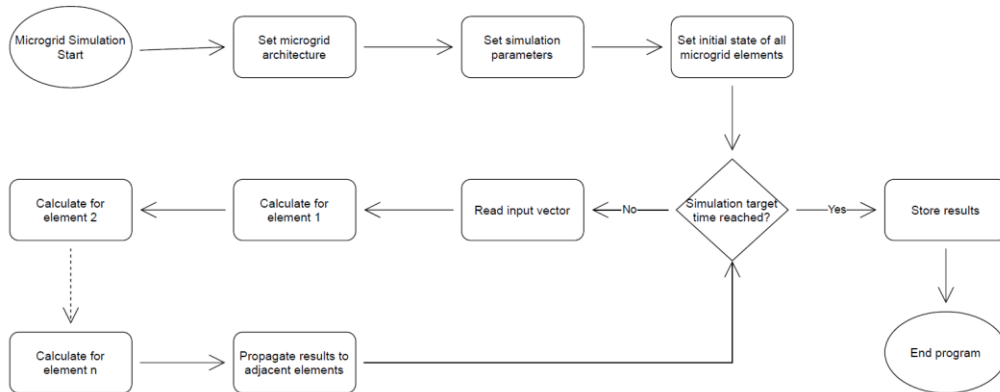 Microgrid Simulation
Start
Set microgrid
architecture
Set simulation
parameters
Set initial state of all
microgrid elements
Simulation target
time reached?
No
Yes
Read input vector
Calculate for
element 1
Calculate for
element 2
Calculate for
element n
Propagate results to
adjacent elements
Store results
End program